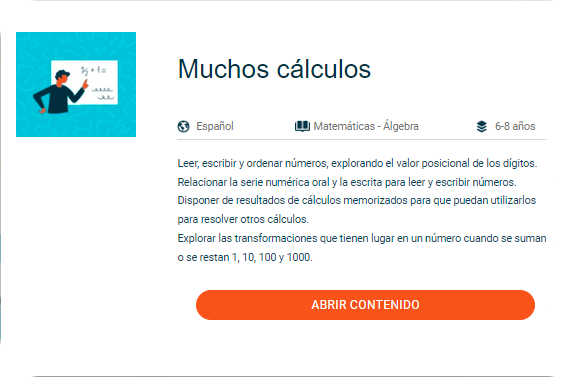 Muchos cálculos
Español
Matemáticas - Álgebra
6-8 años
Leer, escribir y ordenar números, explorando el valor posicional de los dígitos.
Relacionar la serie numérica oral y la escrita para leer y escribir números.
Disponer de resultados de cálculos memorizados para que puedan utilizarlos
para resolver otros cálculos.
Explorar las transformaciones que tienen lugar en un número cuando se suman
o se restan 1, 10, 100 y 1000.
ABRIR CONTENIDO